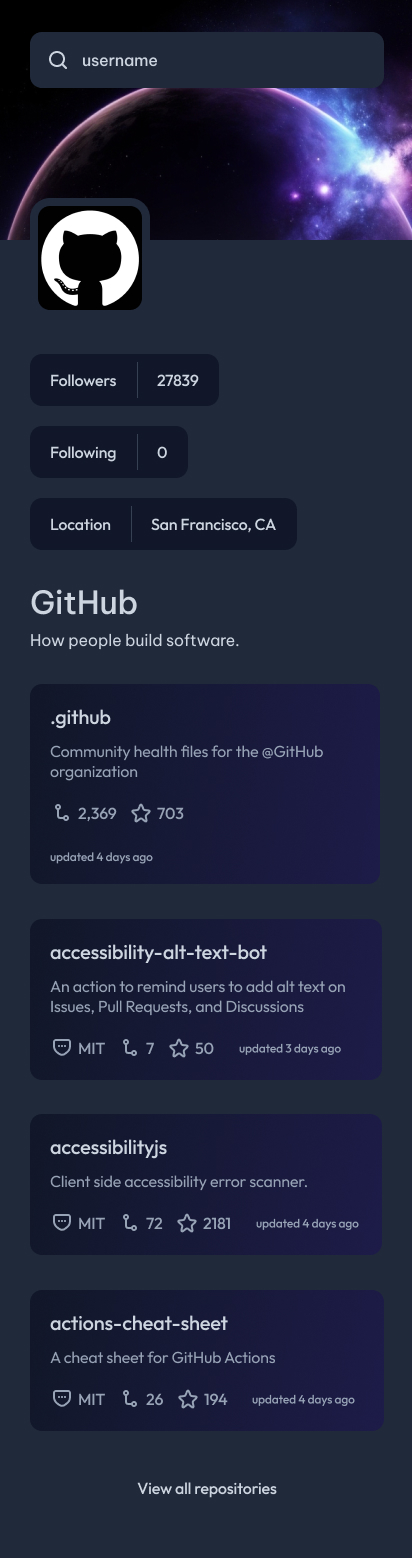 username
Followers 27839
Following 0
Location San Francisco, CA
GitHub
How people build software.
.github
Community health files for the @GitHub
organization
2,369 703
updated 4 days ago
accessibility-alt-text-bot
An action to remind users to add alt text on
Issues, Pull Requests, and Discussions
MIT 7 50 updated 3 days ago
accessibilityjs
Client side accessibility error scanner.
MIT 72 2181 updated 4 days ago
actions-cheat-sheet
A cheat sheet for GitHub Actions
MIT 26 194 updated 4 days ago
View all repositories